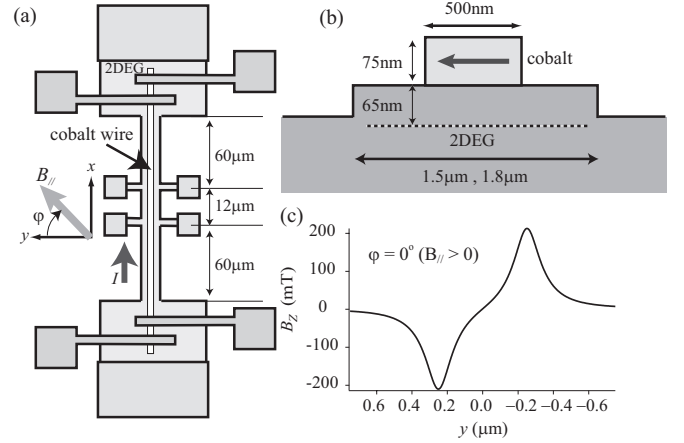 (a)
2DEG
cobalt wire
60μm
12μm
60μm
B//
x
φ
y
I
(b)
500nm
75nm
cobalt
65nm
2DEG
1.5μm , 1.8μm
(c)
φ = 0° (B// > 0)
BZ (mT)
200
100
0
-100
-200
0.6 0.4 0.2 0.0 −0.2 −0.4 −0.6
y (μm)